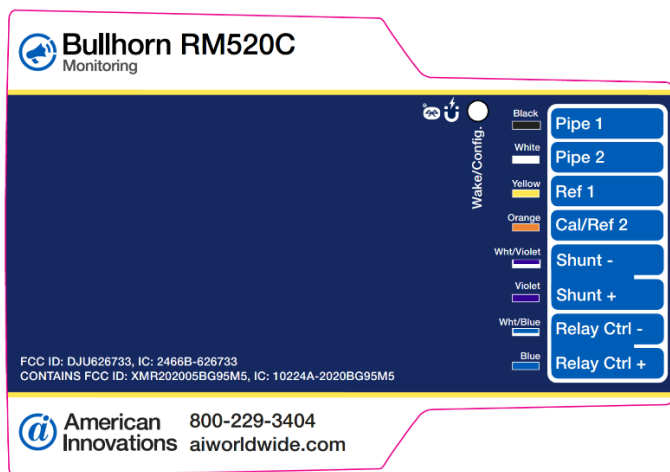 Bullhorn RM520C
Monitoring
Wake/Config.
Black
Pipe 1
White
Pipe 2
Yellow
Ref 1
Orange
Cal/Ref 2
Wht/Violet
Shunt -
Violet
Shunt +
Wht/Blue
Relay Ctrl -
Blue
Relay Ctrl +
FCC ID: DJU626733, IC: 2466B-626733
CONTAINS FCC ID: XMR202005BG95M5, IC: 10224A-2020BG95M5
American Innovations
800-229-3404
aiworldwide.com